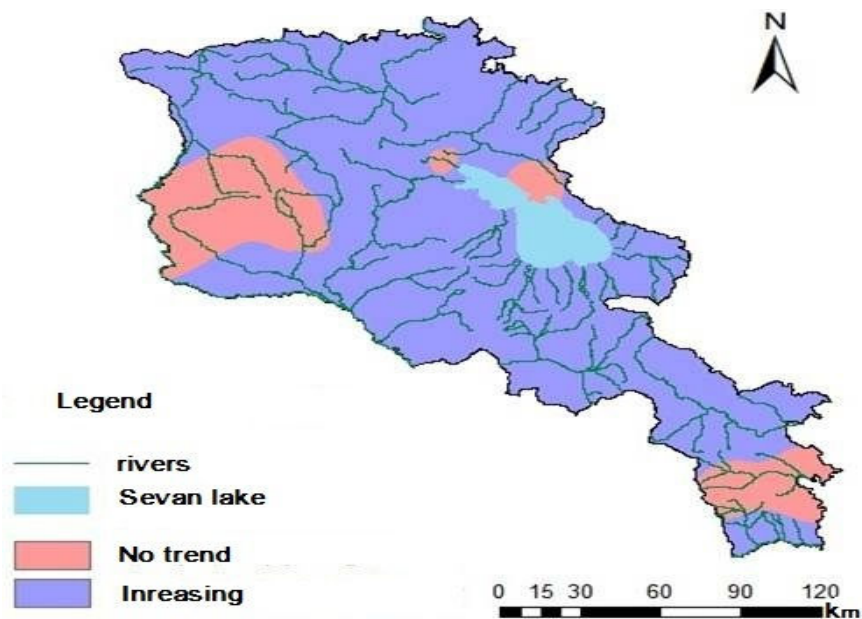 N
Legend
rivers
Sevan lake
No trend
Inreasing
0 15 30 60 90 120
km